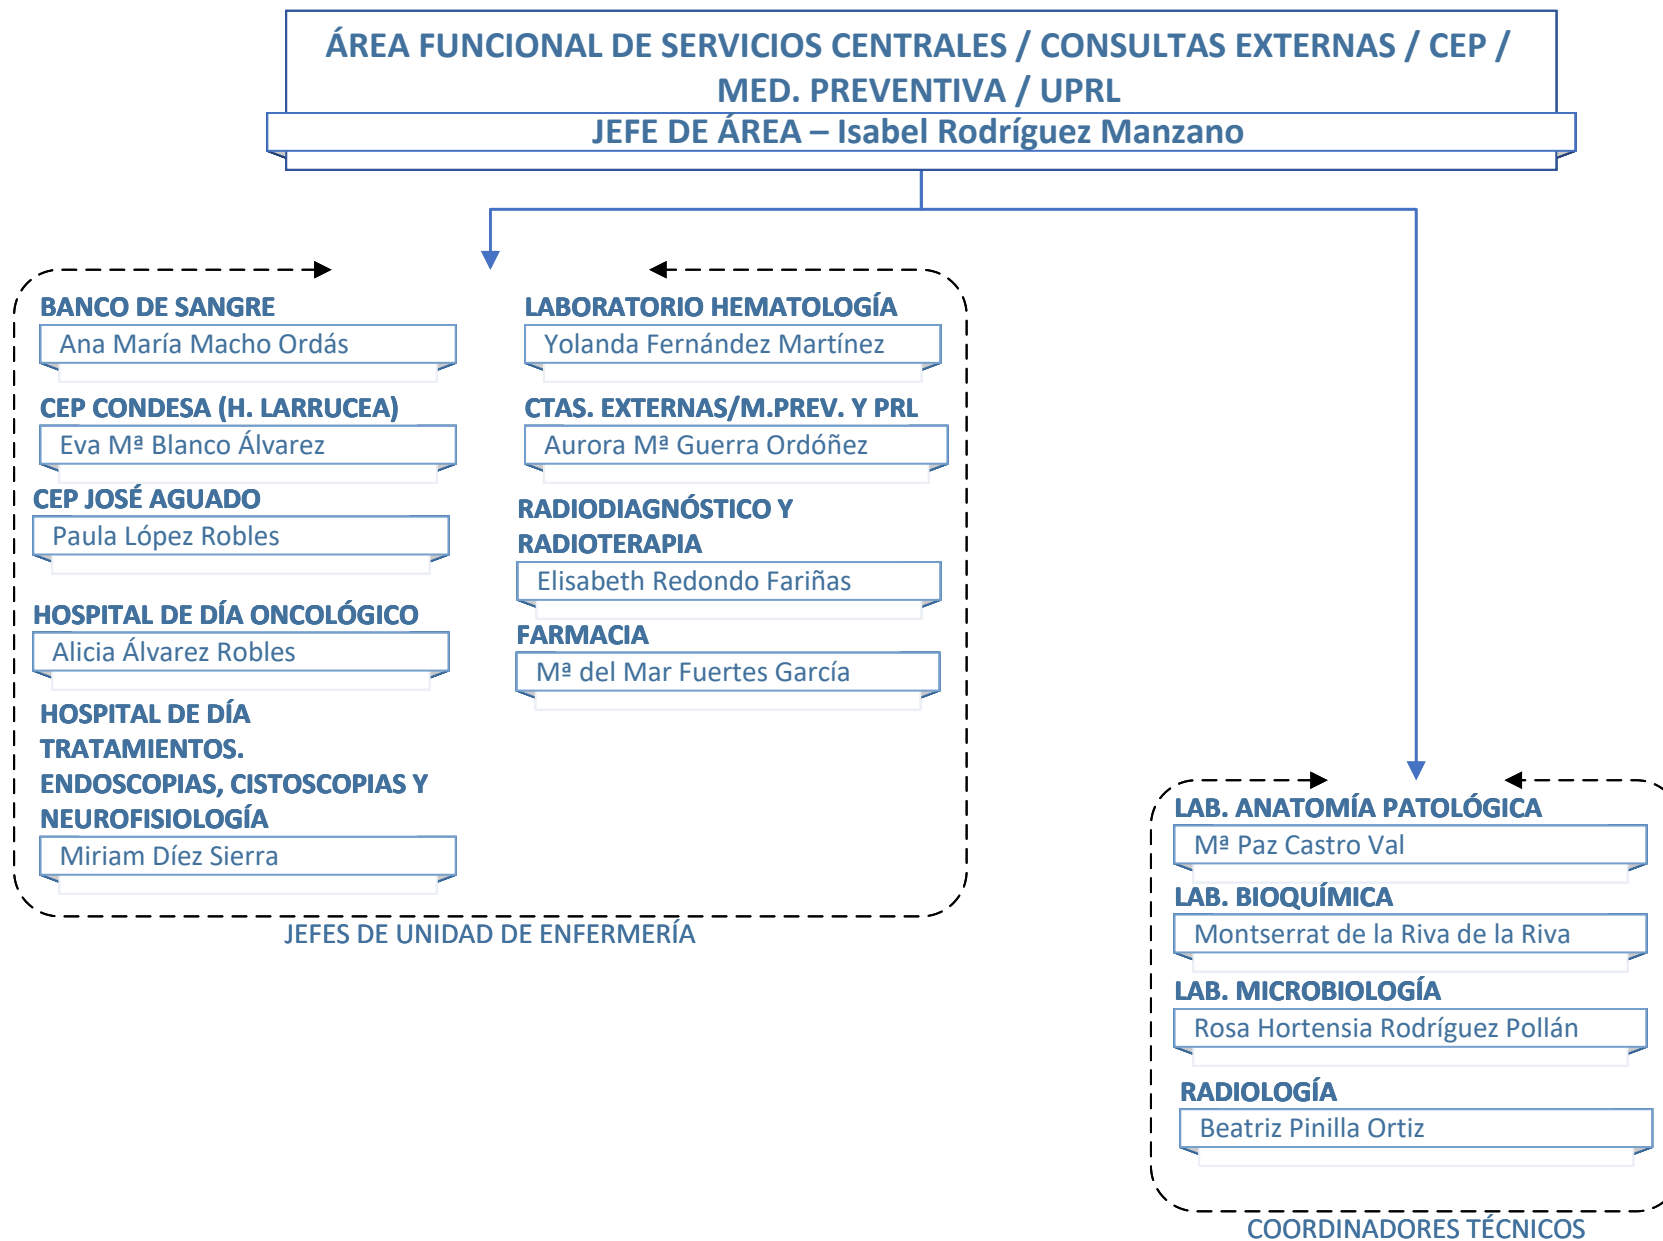 ÁREA FUNCIONAL DE SERVICIOS CENTRALES / CONSULTAS EXTERNAS / CEP /
MED. PREVENTIVA / UPRL
JEFE DE ÁREA – Isabel Rodríguez Manzano
BANCO DE SANGRE
Ana María Macho Ordás
CEP CONDESA (H. LARRUCEA)
Eva Mª Blanco Álvarez
CEP JOSÉ AGUADO
Paula López Robles
HOSPITAL DE DÍA ONCOLÓGICO
Alicia Álvarez Robles
HOSPITAL DE DÍA
TRATAMIENTOS.
ENDOSCOPIAS, CISTOSCOPIAS Y
NEUROFISIOLOGÍA
Miriam Díez Sierra
LABORATORIO HEMATOLOGÍA
Yolanda Fernández Martínez
CTAS. EXTERNAS/M.PREV. Y PRL
Aurora Mª Guerra Ordóñez
RADIODIAGNÓSTICO Y
RADIOTERAPIA
Elisabeth Redondo Fariñas
FARMACIA
Mª del Mar Fuertes García
JEFES DE UNIDAD DE ENFERMERÍA
LAB. ANATOMÍA PATOLÓGICA
Mª Paz Castro Val
LAB. BIOQUÍMICA
Montserrat de la Riva de la Riva
LAB. MICROBIOLOGÍA
Rosa Hortensia Rodríguez Pollán
RADIOLOGÍA
Beatriz Pinilla Ortiz
COORDINADORES TÉCNICOS